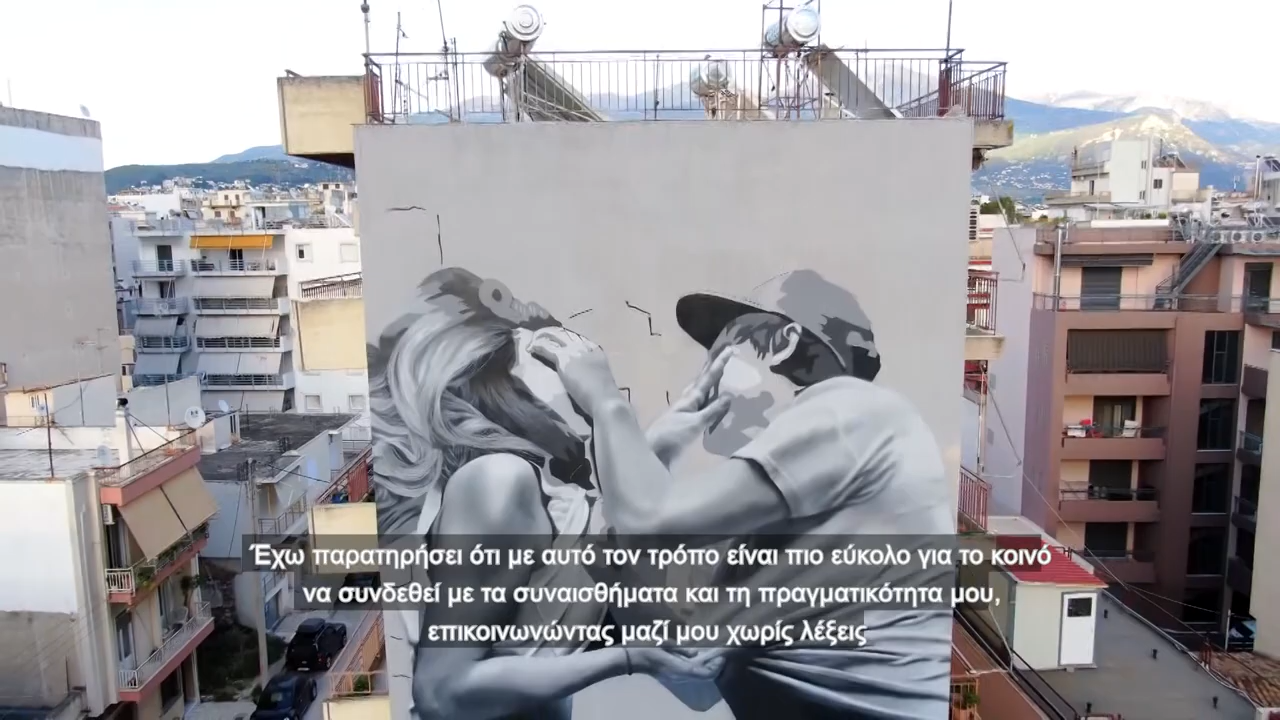 Έχω παρατηρήσει ότι με αυτό τον τρόπο είναι πιο εύκολο για το κοινό
να συνδεθεί με τα συναισθήματα και τη πραγματικότητα μου,
επικοινωνώντας μαζί μου χωρίς λέξεις